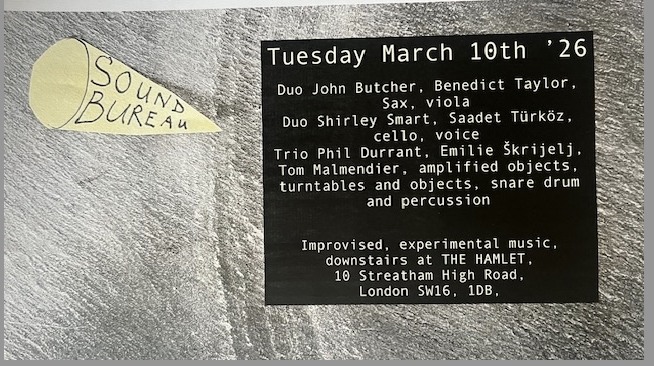 SOUND
BUREAU
Tuesday March 10th '26
Duo John Butcher, Benedict Taylor,
Sax, viola
Duo Shirley Smart, Saadet Türköz,
cello, voice
Trio Phil Durrant, Emilie Škrijelj,
Tom Malmendier, amplified objects,
turntables and objects, snare drum
and percussion
Improvised, experimental music,
downstairs at THE HAMLET,
10 Streatham High Road,
London SW16, 1DB,